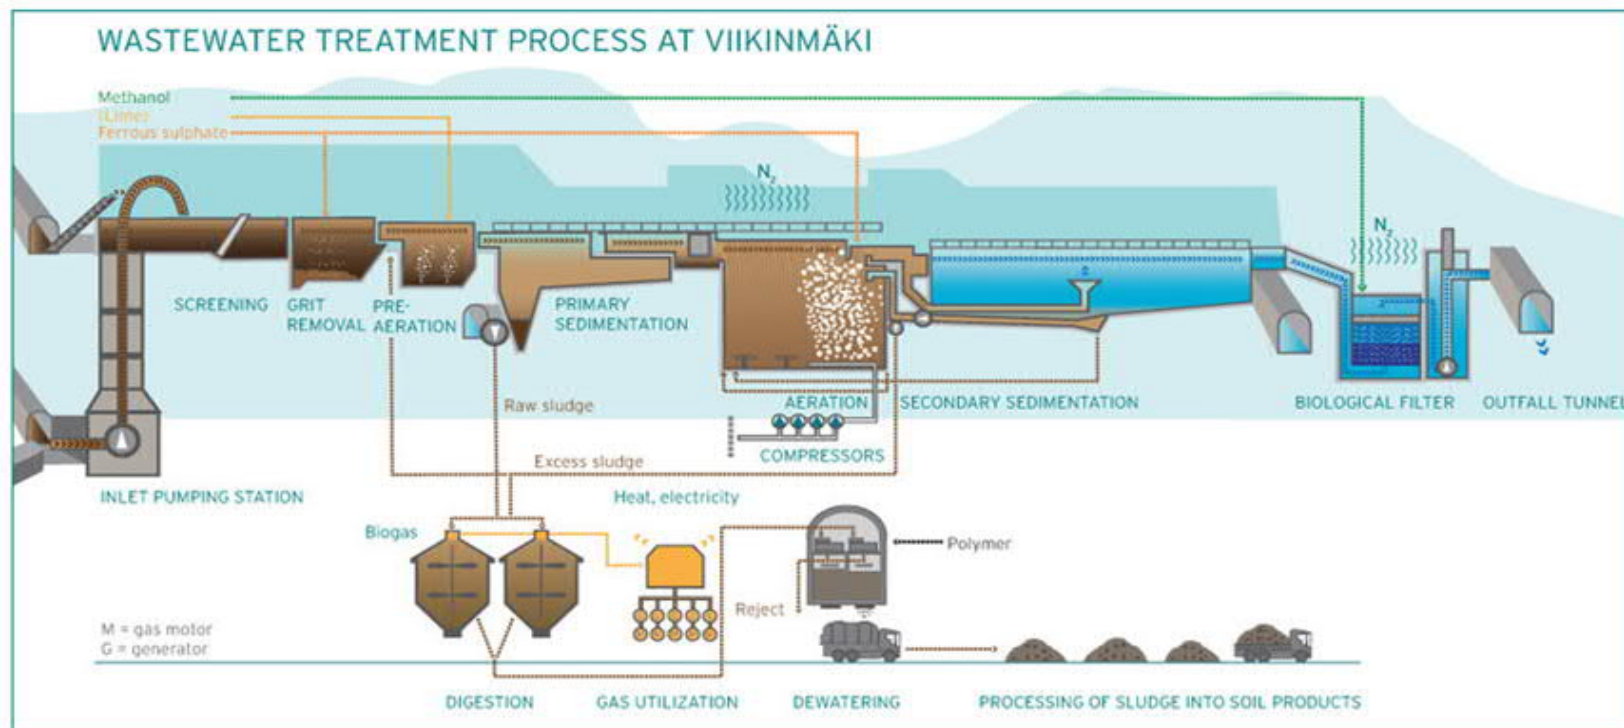 WASTEWATER TREATMENT PROCESS AT VIIKINMÄKI
Methanol
(Lime)
Ferrous sulphate
N2
N2
SCREENING
GRIT
REMOVAL
PRE-
AERATION
PRIMARY
SEDIMENTATION
AERATION
SECONDARY SEDIMENTATION
BIOLOGICAL FILTER
OUTFALL TUNNEL
Raw sludge
COMPRESSORS
Excess sludge
INLET PUMPING STATION
Heat, electricity
Biogas
Polymer
Reject
M = gas motor
G = generator
DIGESTION
GAS UTILIZATION
DEWATERING
PROCESSING OF SLUDGE INTO SOIL PRODUCTS